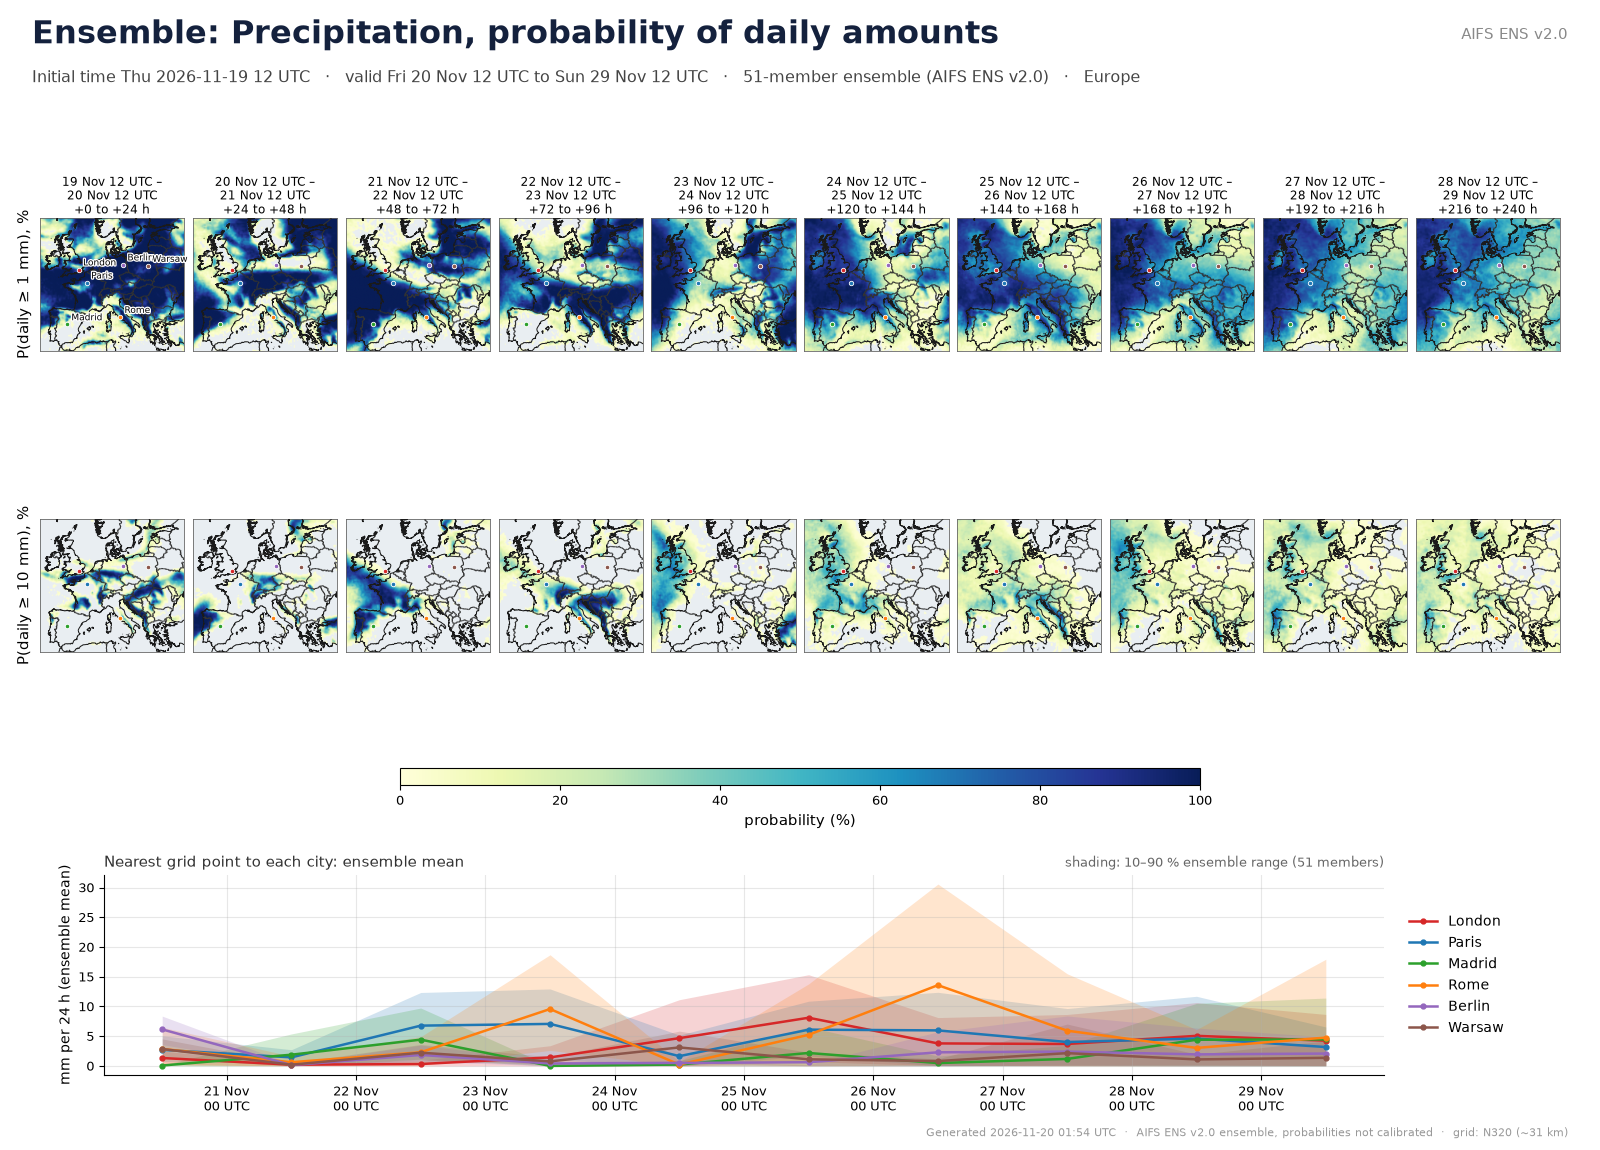 Ensemble: Precipitation, probability of daily amounts
AIFS ENS v2.0
Initial time Thu 2026-11-19 12 UTC · valid Fri 20 Nov 12 UTC to Sun 29 Nov 12 UTC · 51-member ensemble (AIFS ENS v2.0) · Europe
19 Nov 12 UTC –
20 Nov 12 UTC
+0 to +24 h
20 Nov 12 UTC –
21 Nov 12 UTC
+24 to +48 h
21 Nov 12 UTC –
22 Nov 12 UTC
+48 to +72 h
22 Nov 12 UTC –
23 Nov 12 UTC
+72 to +96 h
23 Nov 12 UTC –
24 Nov 12 UTC
+96 to +120 h
24 Nov 12 UTC –
25 Nov 12 UTC
+120 to +144 h
25 Nov 12 UTC –
26 Nov 12 UTC
+144 to +168 h
26 Nov 12 UTC –
27 Nov 12 UTC
+168 to +192 h
27 Nov 12 UTC –
28 Nov 12 UTC
+192 to +216 h
28 Nov 12 UTC –
29 Nov 12 UTC
+216 to +240 h
P(daily ≥ 1 mm), %
London
Berlin
Warsaw
Paris
Rome
Madrid
P(daily ≥ 10 mm), %
0 20 40 60 80 100
probability (%)
Nearest grid point to each city: ensemble mean
shading: 10–90 % ensemble range (51 members)
mm per 24 h (ensemble mean)
30
25
20
15
10
5
0
21 Nov
00 UTC
22 Nov
00 UTC
23 Nov
00 UTC
24 Nov
00 UTC
25 Nov
00 UTC
26 Nov
00 UTC
27 Nov
00 UTC
28 Nov
00 UTC
29 Nov
00 UTC
London
Paris
Madrid
Rome
Berlin
Warsaw
Generated 2026-11-20 01:54 UTC · AIFS ENS v2.0 ensemble, probabilities not calibrated · grid: N320 (~31 km)